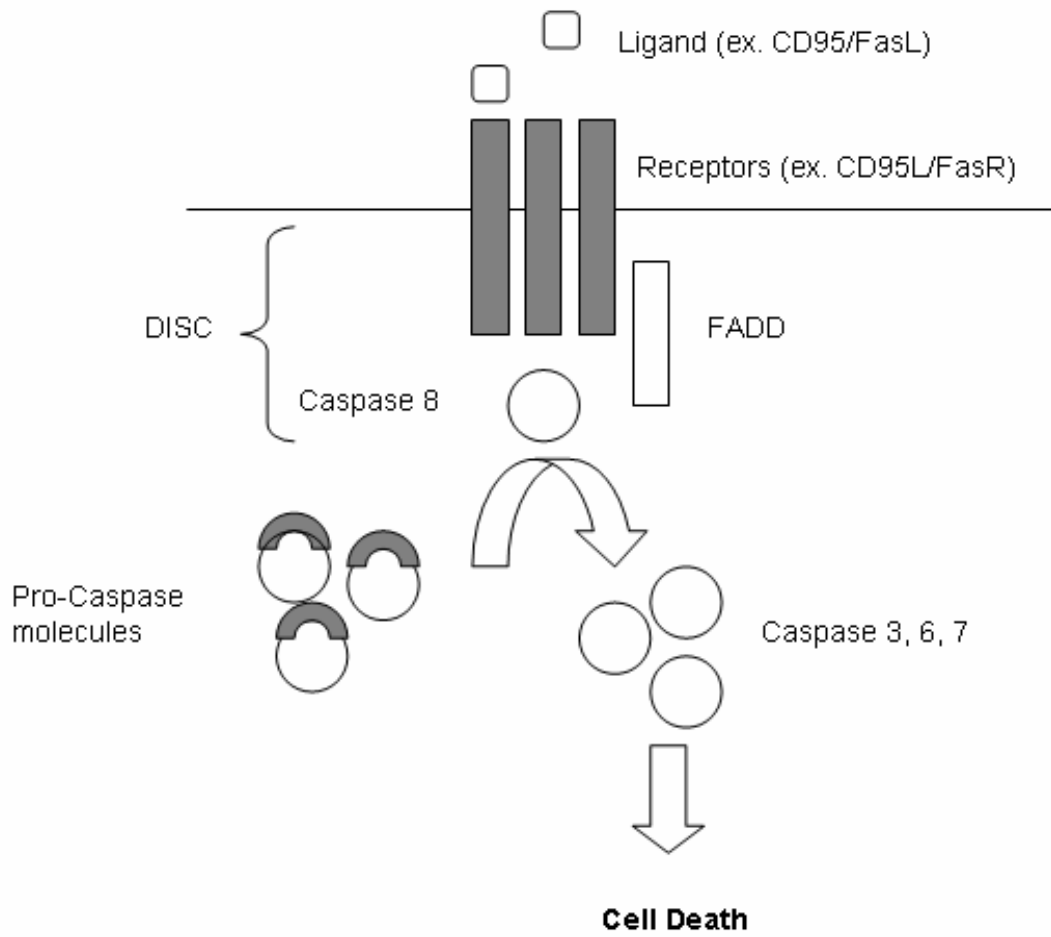 Ligand (ex. CD95/FasL)
Receptors (ex. CD95L/FasR)
DISC
FADD
Caspase 8
Pro-Caspase
molecules
Caspase 3, 6, 7
Cell Death